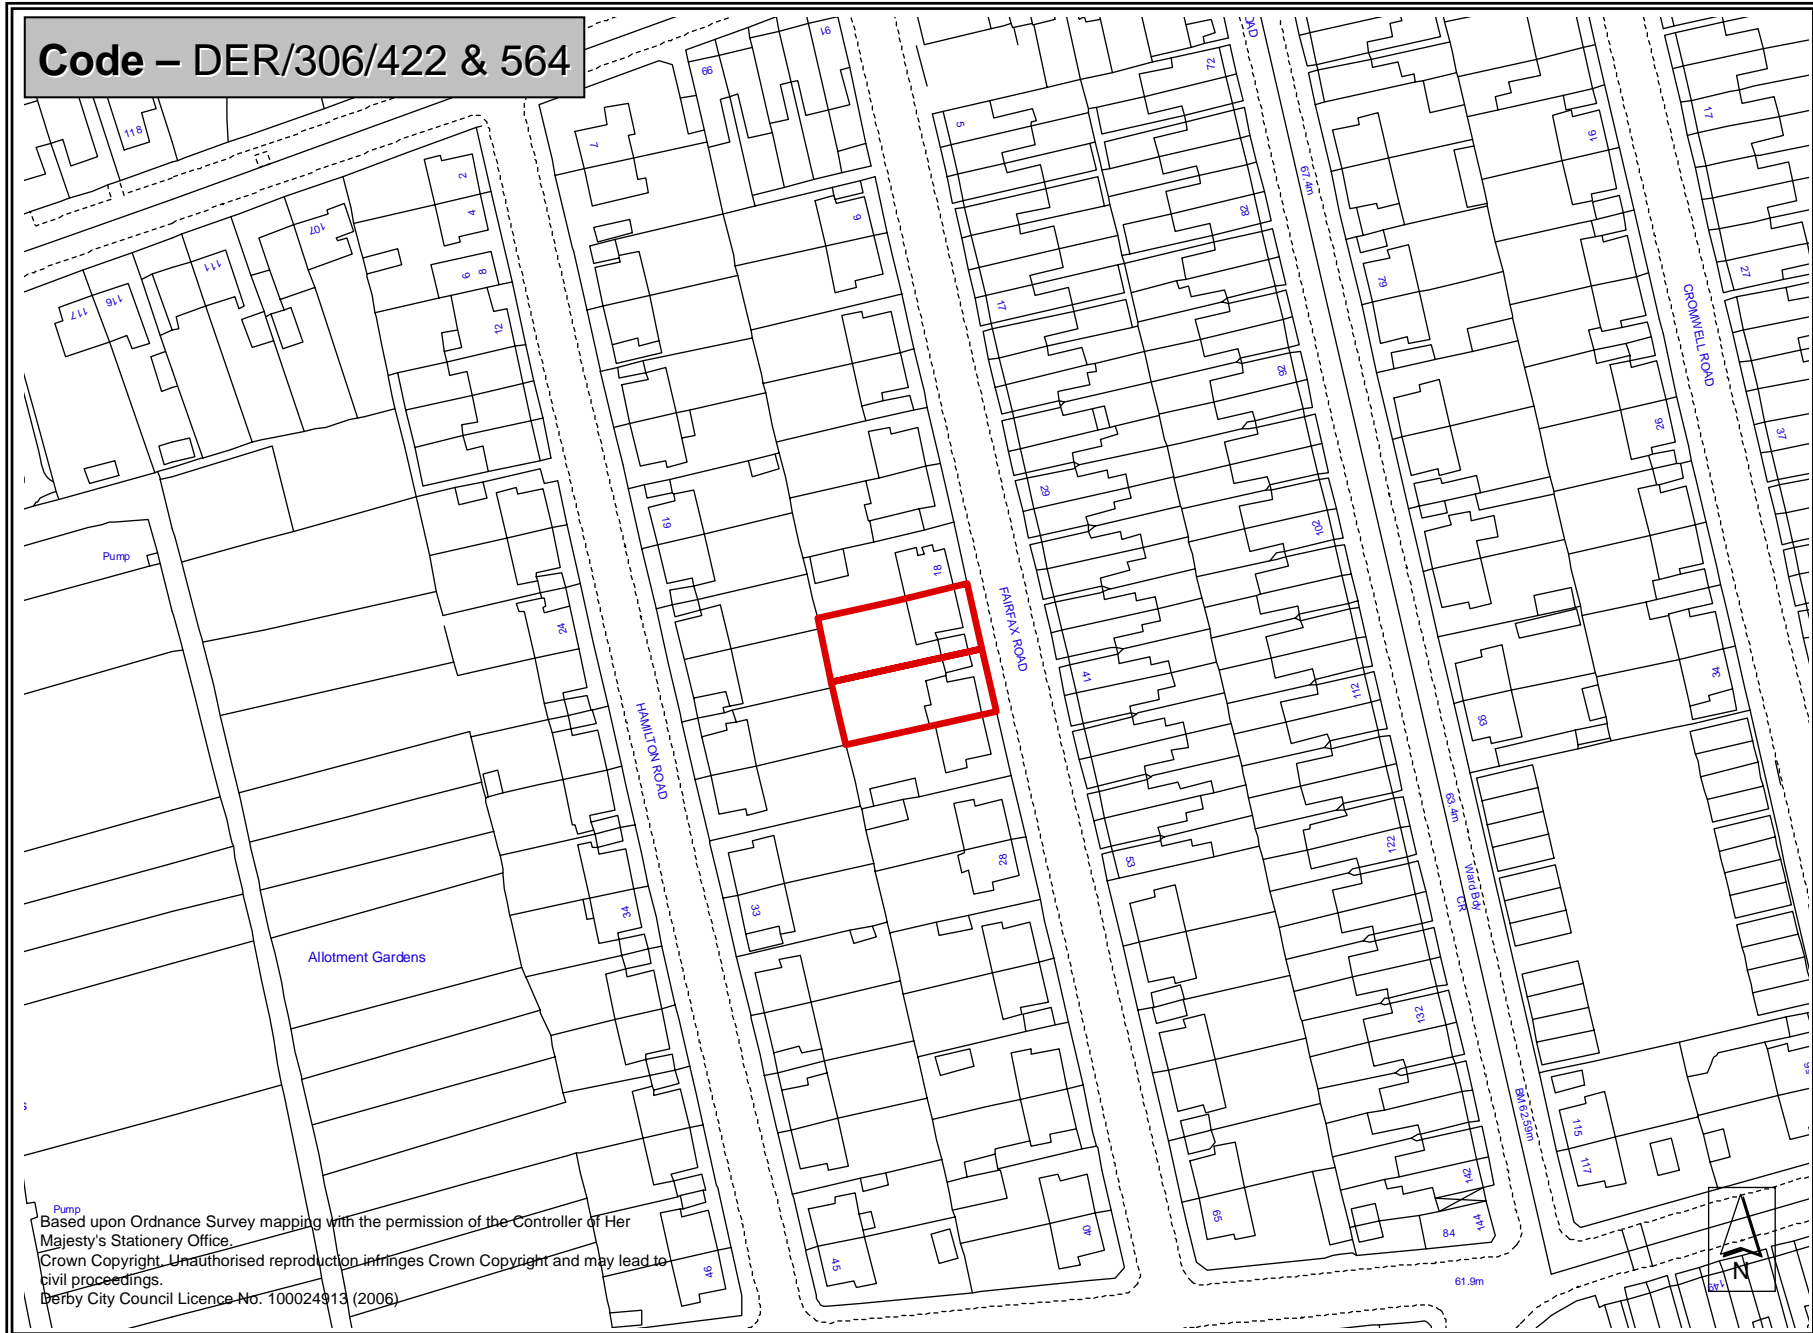 Code – DER/306/422 & 564
118
99
91
7
2
4
6
8
12
107
111
116
117
5
72
17
16
27
67.4m
9
82
17
79
CROMWELL ROAD
92
26
37
19
29
102
Pump
18
24
FAIRFAX ROAD
41
HAMILTON ROAD
112
93
34
63.4m
53
28
122
33
34
Ward Bdy
CR
Allotment Gardens
132
BM 62.59m
115
117
142
144
59
84
40
45
46
61.9m
149
N
Pump
Based upon Ordnance Survey mapping with the permission of the Controller of Her
Majesty's Stationery Office.
Crown Copyright. Unauthorised reproduction infringes Crown Copyright and may lead to
civil proceedings.
Derby City Council Licence No. 100024913 (2006)